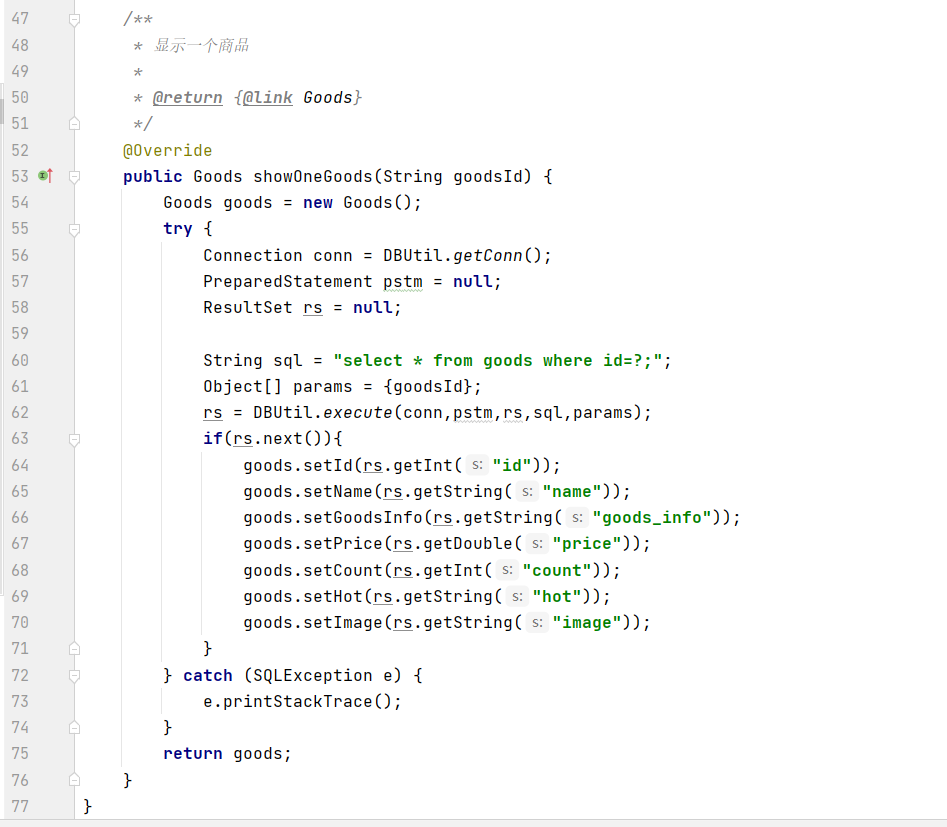 47 /**
48 * 显示一个商品
49 *
50 * @return {@link Goods}
51 */
52 @Override
53 public Goods showOneGoods(String goodsId) {
54 Goods goods = new Goods();
55 try {
56 Connection conn = DBUtil.getConn();
57 PreparedStatement pstm = null;
58 ResultSet rs = null;
59
60 String sql = "select * from goods where id=?;";
61 Object[] params = {goodsId};
62 rs = DBUtil.execute(conn,pstm,rs,sql,params);
63 if(rs.next()){
64 goods.setId(rs.getInt( s: "id"));
65 goods.setName(rs.getString( s: "name"));
66 goods.setGoodsInfo(rs.getString( s: "goods_info"));
67 goods.setPrice(rs.getDouble( s: "price"));
68 goods.setCount(rs.getInt( s: "count"));
69 goods.setHot(rs.getString( s: "hot"));
70 goods.setImage(rs.getString( s: "image"));
71 }
72 } catch (SQLException e) {
73 e.printStackTrace();
74 }
75 return goods;
76 }
77 }